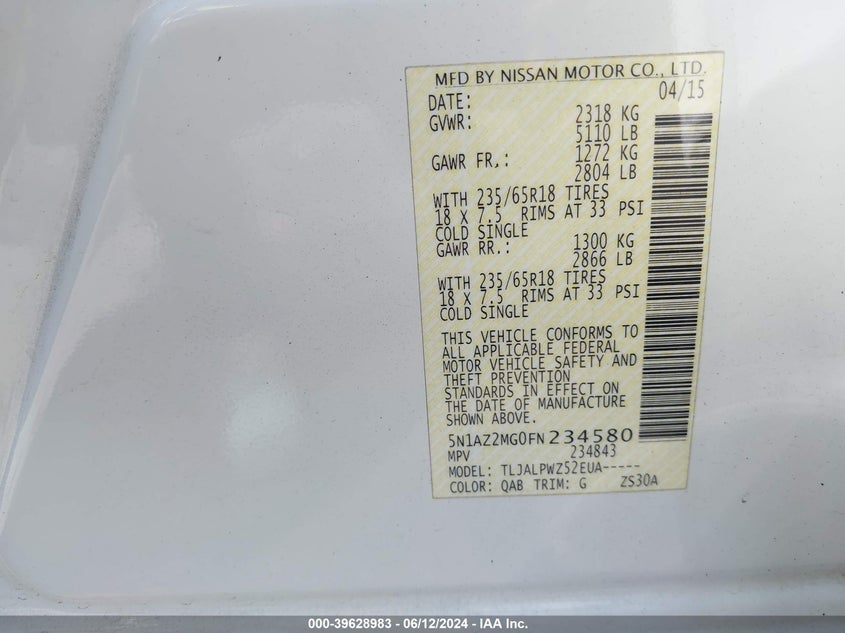 MFD BY NISSAN MOTOR CO., LTD.
DATE: 04/15
GVWR: 2318 KG
5110 LB
GAWR FR.: 1272 KG
2804 LB
WITH 235/65R18 TIRES
18 X 7.5 RIMS AT 33 PSI
COLD SINGLE
GAWR RR.: 1300 KG
2866 LB
WITH 235/65R18 TIRES
18 X 7.5 RIMS AT 33 PSI
COLD SINGLE
THIS VEHICLE CONFORMS TO
ALL APPLICABLE FEDERAL
MOTOR VEHICLE SAFETY AND
THEFT PREVENTION
STANDARDS IN EFFECT ON
THE DATE OF MANUFACTURE
SHOWN ABOVE.
5N1AZ2MG0FN234580
MPV 234843
MODEL: TLJALPWZ52EUA-----
COLOR: QAB TRIM: G ZS30A
000-39628983 - 06/12/2024 - IAA Inc.